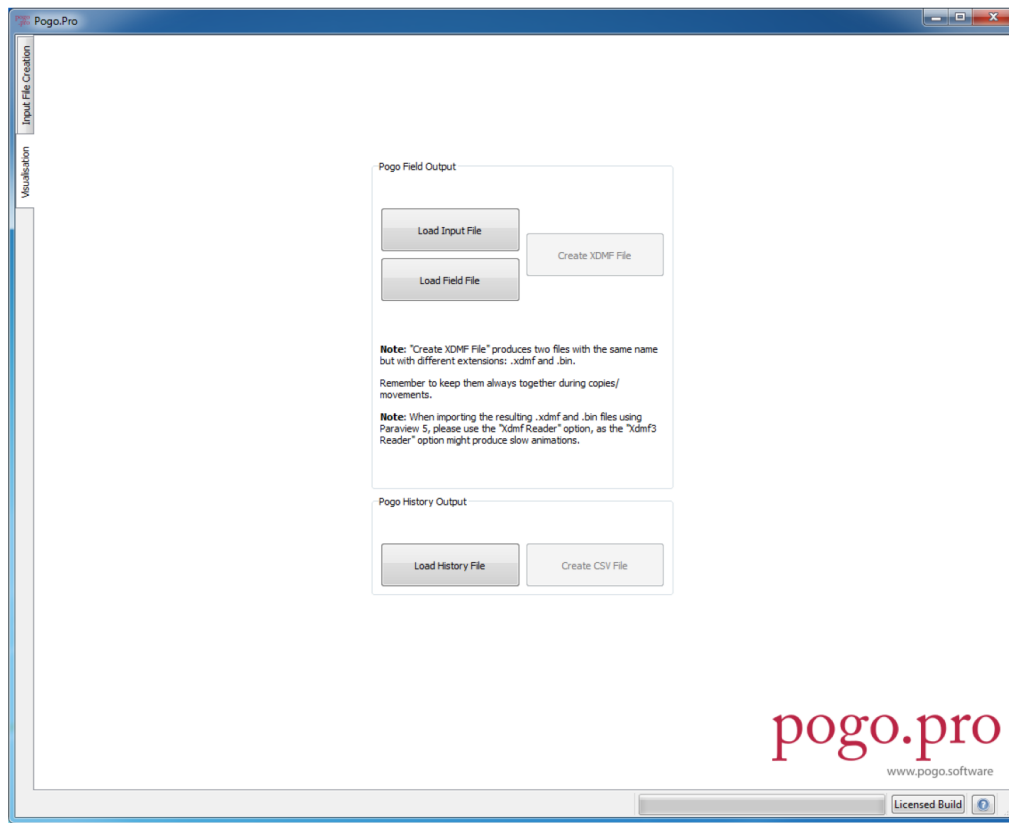 Pogo.Pro
Input File Creation
Visualisation
Pogo Field Output
Load Input File
Create XDMF File
Load Field File
Note: "Create XDMF File" produces two files with the same name
but with different extensions: .xdmf and .bin.
Remember to keep them always together during copies/
movements.
Note: When importing the resulting .xdmf and .bin files using
Paraview 5, please use the "Xdmf Reader" option, as the "Xdmf3
Reader" option might produce slow animations.
Pogo History Output
Load History File
Create CSV File
pogo.pro
www.pogo.software
Licensed Build